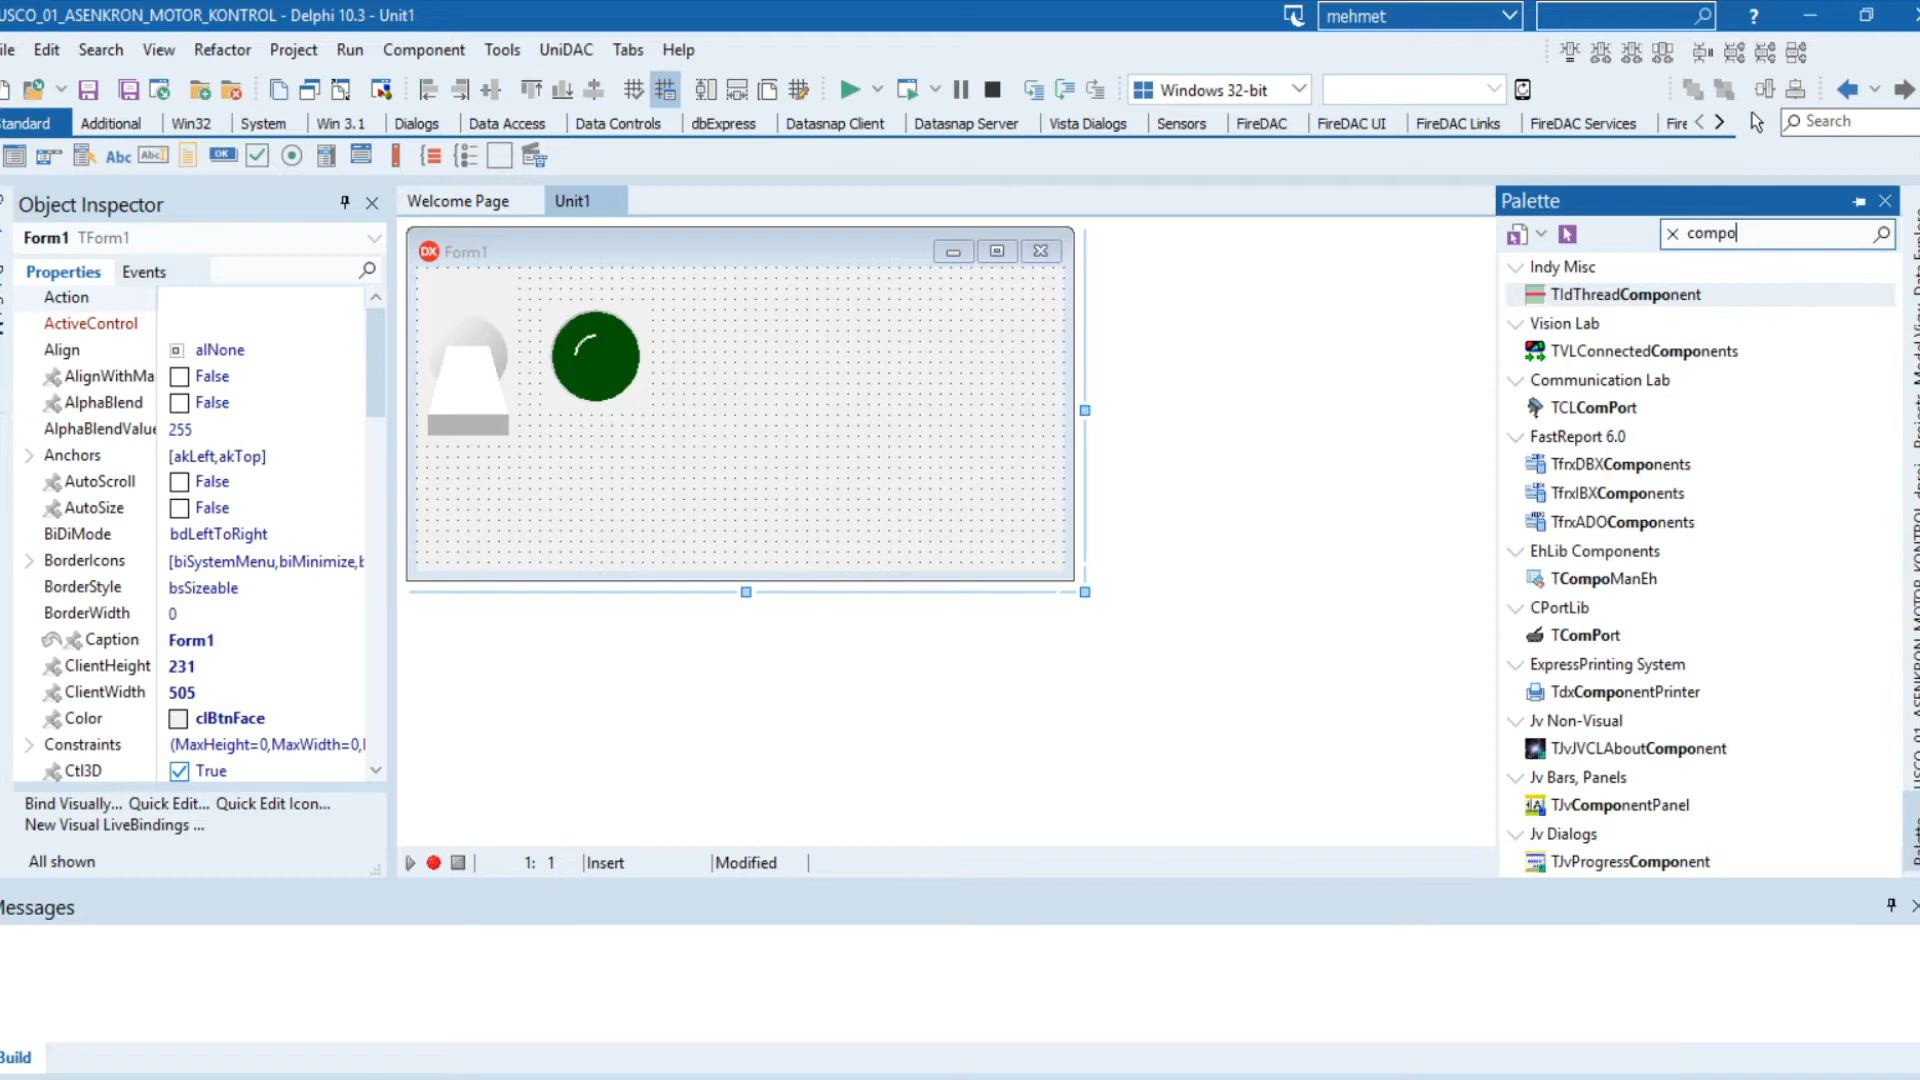 USCO_01_ASENKRON_MOTOR_KONTROL - Delphi 10.3 - Unit1
mehmet
?
ile Edit Search View Refactor Project Run Component Tools UniDAC Tabs Help
Windows 32-bit
tandard Additional Win32 System Win 3.1 Dialogs Data Access Data Controls dbExpress Datasnap Client Datasnap Server Vista Dialogs Sensors FireDAC FireDAC UI FireDAC Links FireDAC Services Fire
Search
Abc
OK
Object Inspector
Form1 TForm1
Properties Events
Action
ActiveControl
Align alNone
AlignWithMa False
AlphaBlend False
AlphaBlendValue 255
Anchors [akLeft,akTop]
AutoScroll False
AutoSize False
BiDiMode bdLeftToRight
BorderIcons [biSystemMenu,biMinimize,b
BorderStyle bsSizeable
BorderWidth 0
Caption Form1
ClientHeight 231
ClientWidth 505
Color clBtnFace
Constraints (MaxHeight=0,MaxWidth=0,
Ctl3D True
Bind Visually... Quick Edit... Quick Edit Icon...
New Visual LiveBindings ...
All shown
Welcome Page Unit1
DX Form1
1: 1 Insert Modified
Palette
compo
Indy Misc
TIdThreadComponent
Vision Lab
TVLConnectedComponents
Communication Lab
TCLComPort
FastReport 6.0
TfrxDBXComponents
TfrxIBXComponents
TfrxADOComponents
EhLib Components
TCompoManEh
CPortLib
TComPort
ExpressPrinting System
TdxComponentPrinter
Jv Non-Visual
TJvJVCLAboutComponent
Jv Bars, Panels
TJvComponentPanel
Jv Dialogs
TJvProgressComponent
Messages
Build